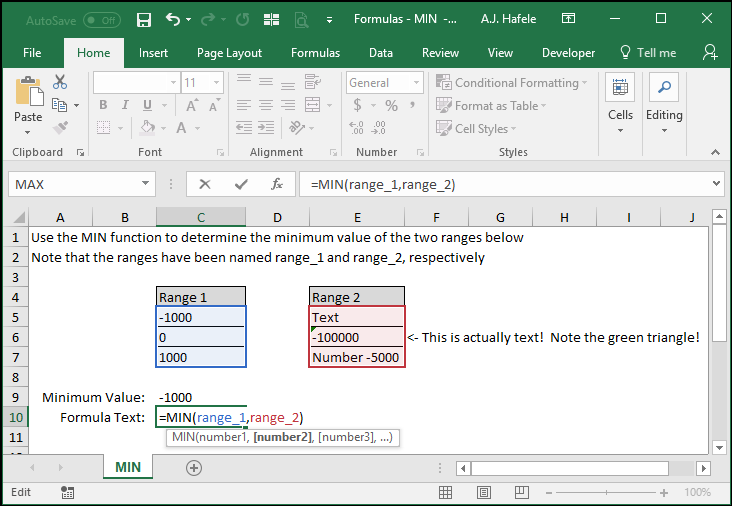 AutoSave Off Formulas - MIN -... A.J. Hafele
File Home Insert Page Layout Formulas Data Review View Developer Tell me
Paste
11
B I U A A
A
General
$ % ,
Conditional Formatting
Format as Table
Cell Styles
Cells
Editing
Clipboard Font Alignment Number Styles
MAX fx =MIN(range_1,range_2)
A B C D E F G H I J
1 Use the MIN function to determine the minimum value of the two ranges below
2 Note that the ranges have been named range_1 and range_2, respectively
3
4 Range 1 Range 2
5 -1000 Text
6 0 -100000 <- This is actually text! Note the green triangle!
7 1000 Number -5000
8
9 Minimum Value: -1000
10 Formula Text: =MIN(range_1,range_2)
MIN(number1, [number2], [number3], ...)
11
MIN
Edit 100%